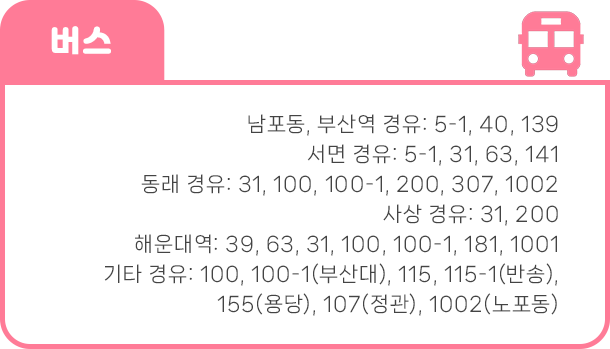 버스
남포동, 부산역 경유: 5-1, 40, 139
서면 경유: 5-1, 31, 63, 141
동래 경유: 31, 100, 100-1, 200, 307, 1002
사상 경유: 31, 200
해운대역: 39, 63, 31, 100, 100-1, 181, 1001
기타 경유: 100, 100-1(부산대), 115, 115-1(반송),
155(용당), 107(정관), 1002(노포동)